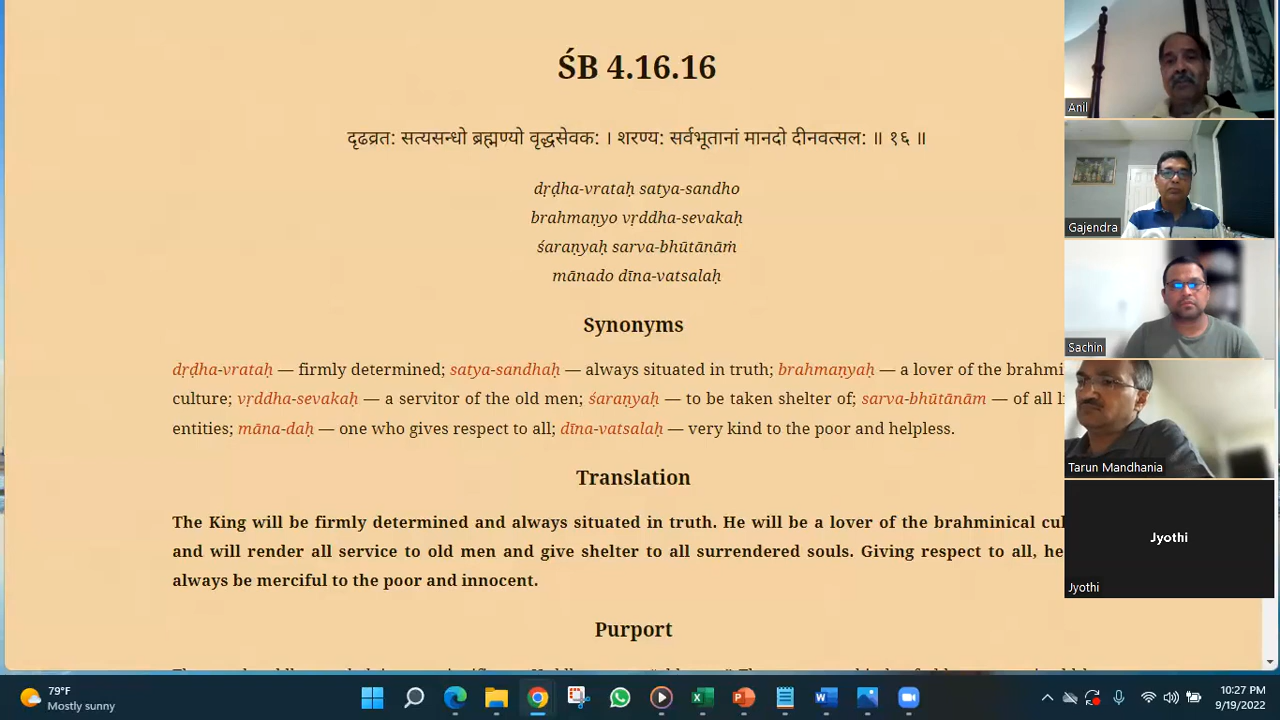 ŚB 4.16.16
दृढव्रत: सत्यसन्धो ब्रह्मण्यो वृद्धसेवक: । शरण्य: सर्वभूतानां मानदो दीनवत्सल: ॥ १६ ॥
dṛḍha-vrataḥ satya-sandho
brahmaṇyo vṛddha-sevakaḥ
śaraṇyaḥ sarva-bhūtānāṁ
mānado dīna-vatsalaḥ
Synonyms
dṛḍha-vrataḥ — firmly determined; satya-sandhaḥ — always situated in truth; brahmaṇyaḥ — a lover of the brahmi
culture; vṛddha-sevakaḥ — a servitor of the old men; śaraṇyaḥ — to be taken shelter of; sarva-bhūtānām — of all
entities; māna-daḥ — one who gives respect to all; dīna-vatsalaḥ — very kind to the poor and helpless.
Translation
The King will be firmly determined and always situated in truth. He will be a lover of the brahminical cul
and will render all service to old men and give shelter to all surrendered souls. Giving respect to all, he
always be merciful to the poor and innocent.
Purport
Anil
Gajendra
Sachin
Tarun Mandhania
Jyothi
Jyothi
79°F
Mostly sunny
10:27 PM
9/19/2022